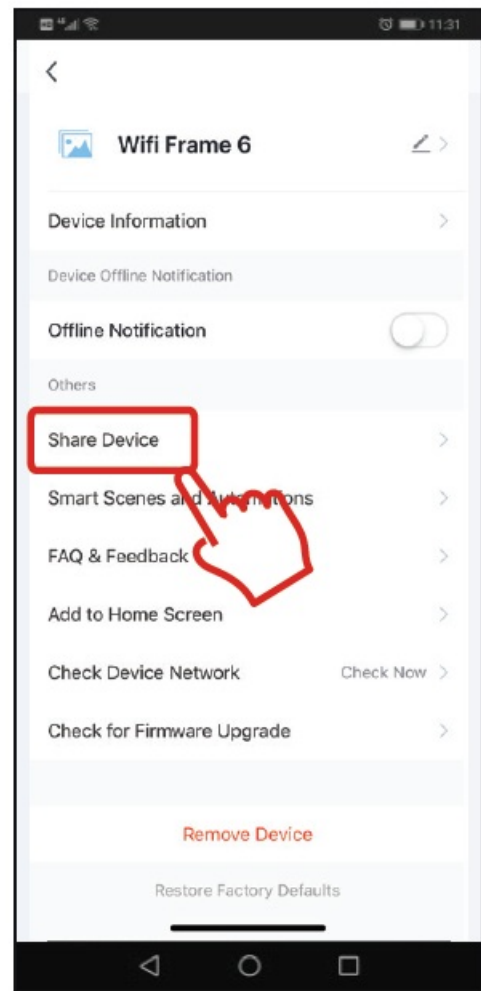 11:31
Wifi Frame 6
Device Information
Device Offline Notification
Offline Notification
Others
Share Device
Smart Scenes and Automations
FAQ & Feedback
Add to Home Screen
Check Device Network Check Now
Check for Firmware Upgrade
Remove Device
Restore Factory Defaults